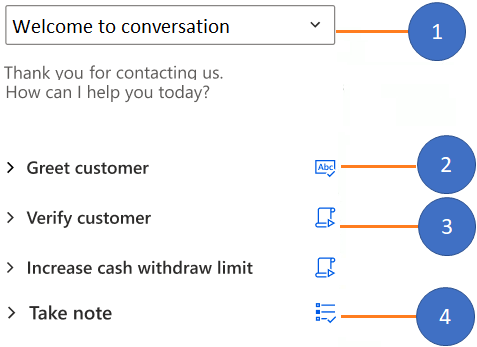 Welcome to conversation
1
Thank you for contacting us.
How can I help you today?
Greet customer
Abc
2
Verify customer
3
Increase cash withdraw limit
Take note
4